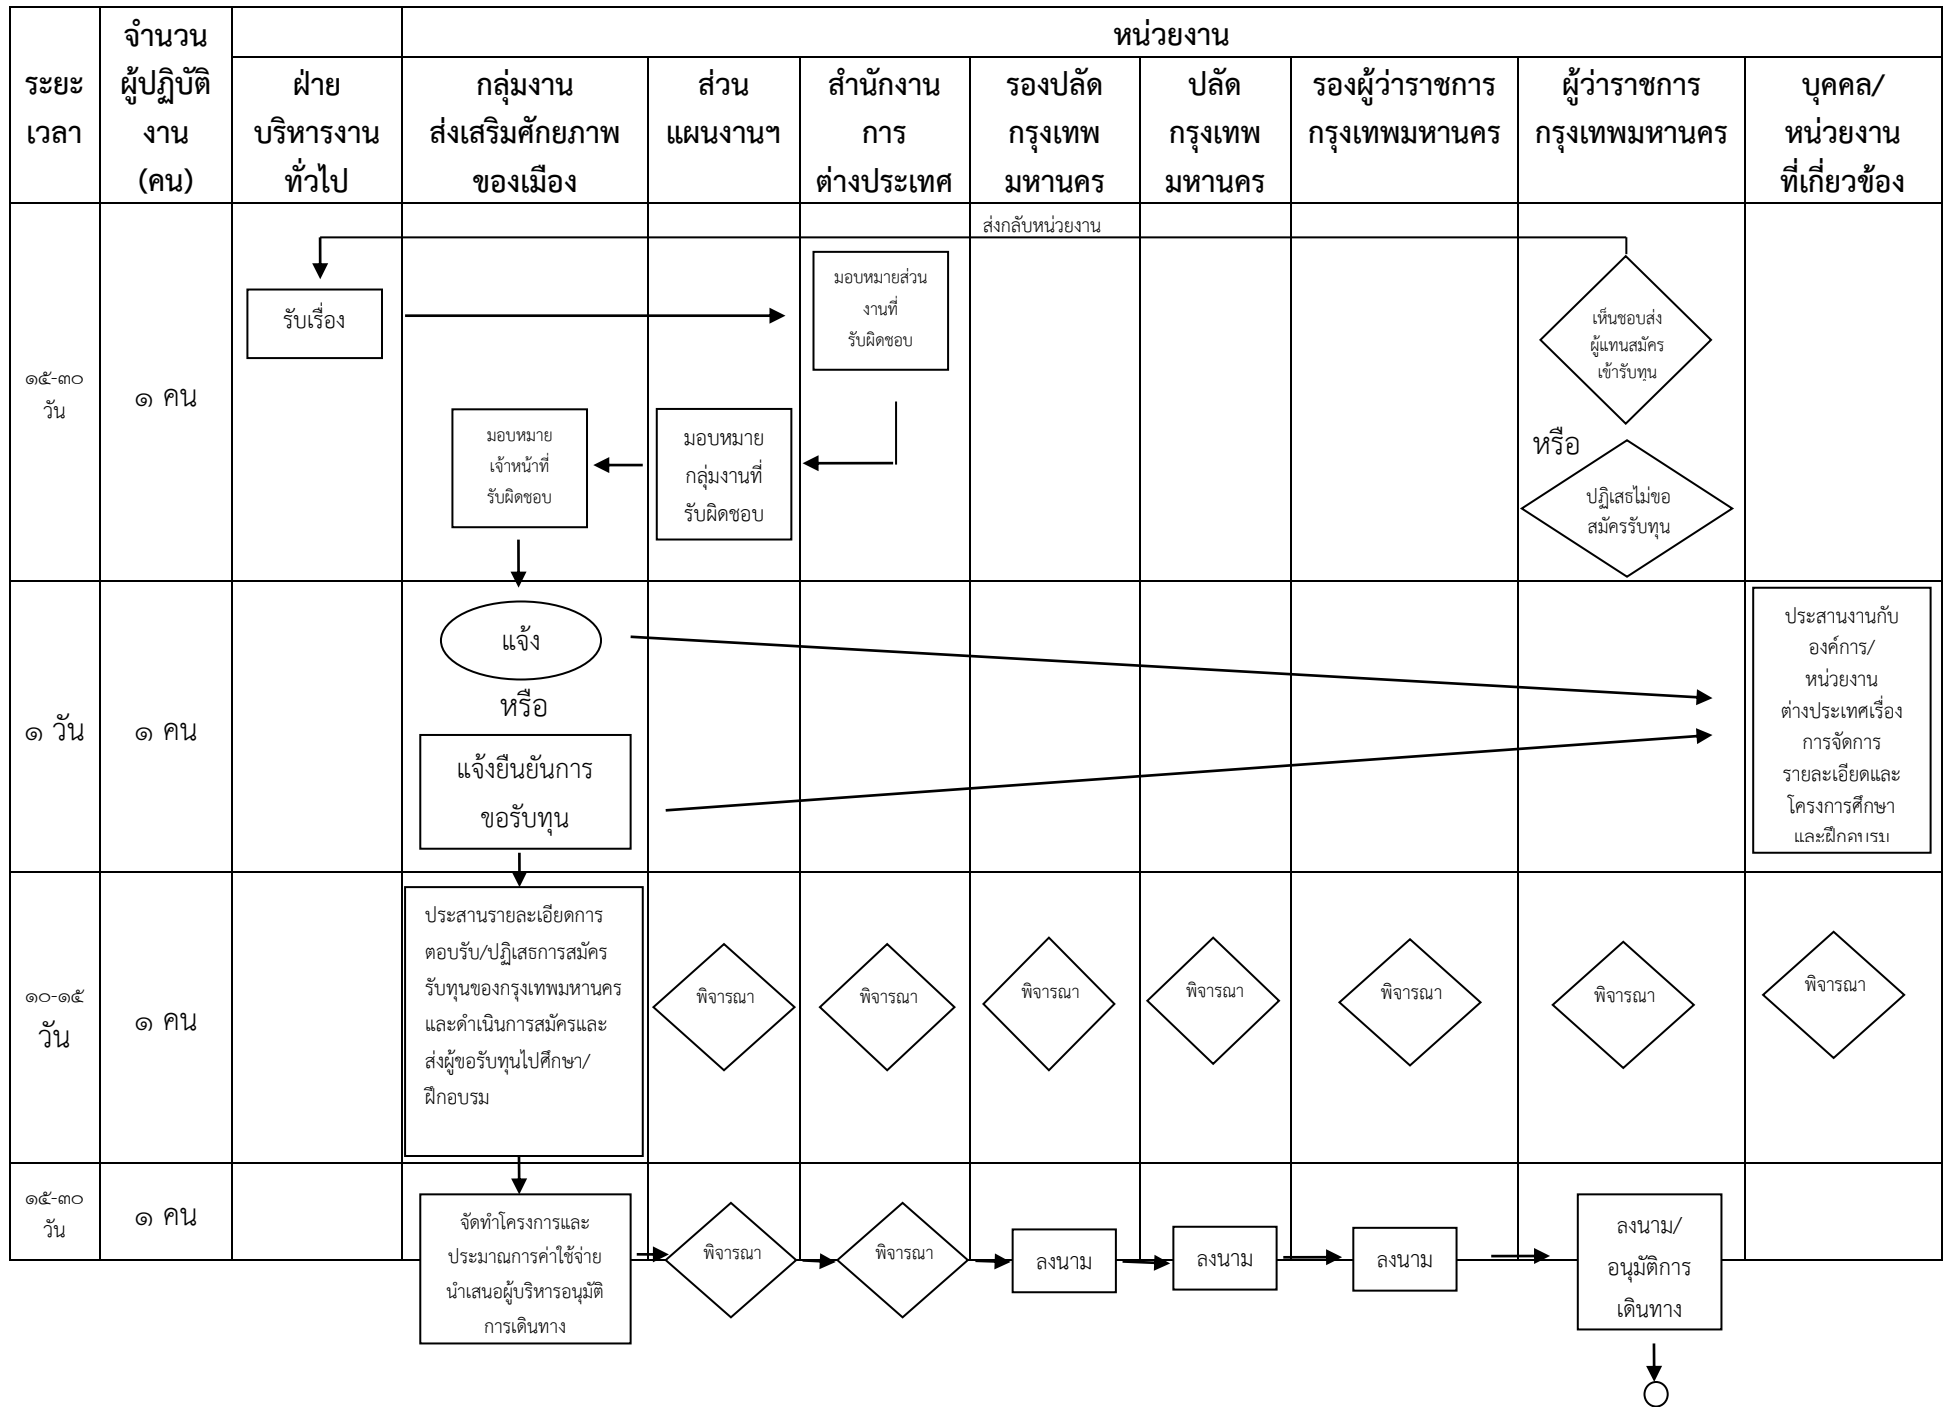 หน่วยงาน
ระยะ
เวลา
จำนวน
ผู้ปฏิบัติ
งาน
(คน)
ฝ่าย
บริหารงาน
ทั่วไป
กลุ่มงาน
ส่งเสริมศักยภาพ
ของเมือง
ส่วน
แผนงานฯ
สำนักงาน
การ
ต่างประเทศ
รองปลัด
กรุงเทพ
มหานคร
ปลัด
กรุงเทพ
มหานคร
รองผู้ว่าราชการ
กรุงเทพมหานคร
ผู้ว่าราชการ
กรุงเทพมหานคร
บุคคล/
หน่วยงาน
ที่เกี่ยวข้อง
ส่งกลับหน่วยงาน
๑๕-๓๐
วัน
๑ คน
รับเรื่อง
มอบหมายส่วน
งานที่
รับผิดชอบ
มอบหมาย
กลุ่มงานที่
รับผิดชอบ
มอบหมาย
เจ้าหน้าที่
รับผิดชอบ
เห็นชอบส่ง
ผู้แทนสมัคร
เข้ารับทุน
หรือ
ปฏิเสธไม่ขอ
สมัครรับทุน
๑ วัน
๑ คน
แจ้ง
หรือ
แจ้งยืนยันการ
ขอรับทุน
ประสานงานกับ
องค์การ/
หน่วยงาน
ต่างประเทศเรื่อง
การจัดการ
รายละเอียดและ
โครงการศึกษา
และฝึกอบรม
๑๐-๑๕
วัน
๑ คน
ประสานรายละเอียดการ
ตอบรับ/ปฏิเสธการสมัคร
รับทุนของกรุงเทพมหานคร
และดำเนินการสมัครและ
ส่งผู้ขอรับทุนไปศึกษา/
ฝึกอบรม
พิจารณา
พิจารณา
พิจารณา
พิจารณา
พิจารณา
พิจารณา
พิจารณา
๑๕-๓๐
วัน
๑ คน
จัดทำโครงการและ
ประมาณการค่าใช้จ่าย
นำเสนอผู้บริหารอนุมัติ
การเดินทาง
พิจารณา
พิจารณา
ลงนาม
ลงนาม
ลงนาม
ลงนาม/
อนุมัติการ
เดินทาง